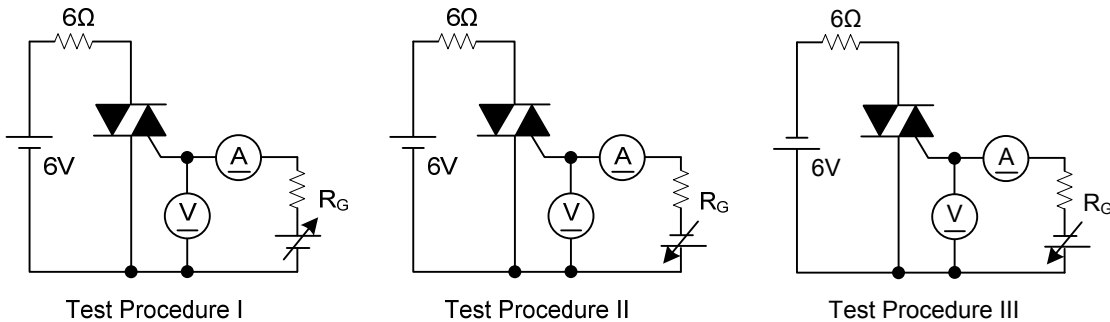 6Ω
6V
A
V
RG
Test Procedure I
6Ω
6V
A
V
RG
Test Procedure II
6Ω
6V
A
V
RG
Test Procedure III